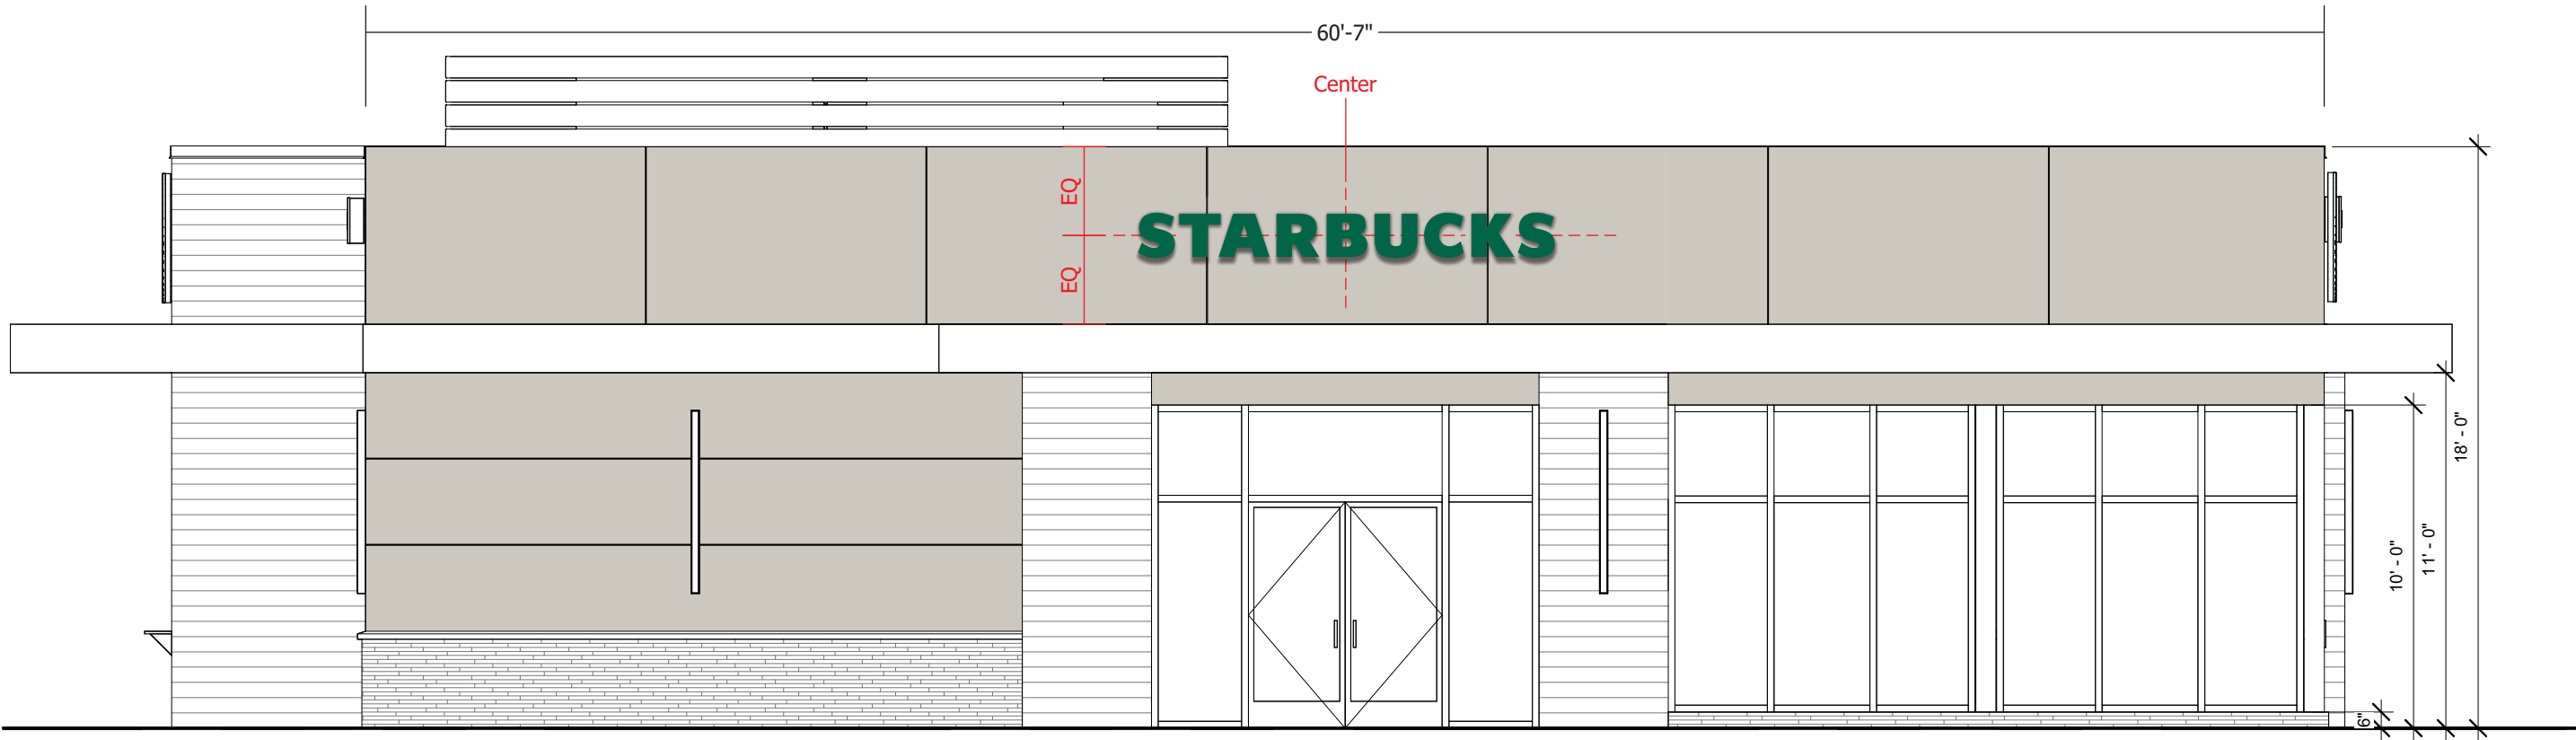 60'-7"
Center
EQ
STARBUCKS
EQ
18' - 0"
10' - 0"
11' - 0"
6"